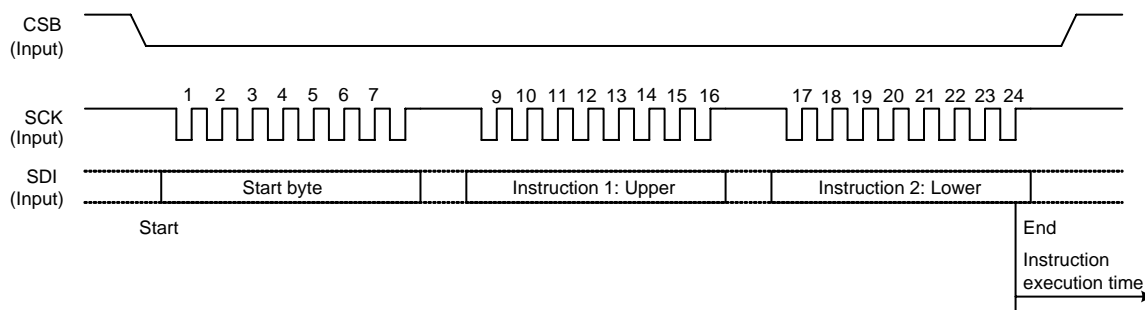 CSB
(Input)
1 2 3 4 5 6 7 9 10 11 12 13 14 15 16 17 18 19 20 21 22 23 24
SCK
(Input)
SDI
(Input)
Start byte Instruction 1: Upper Instruction 2: Lower
Start End
Instruction
execution time